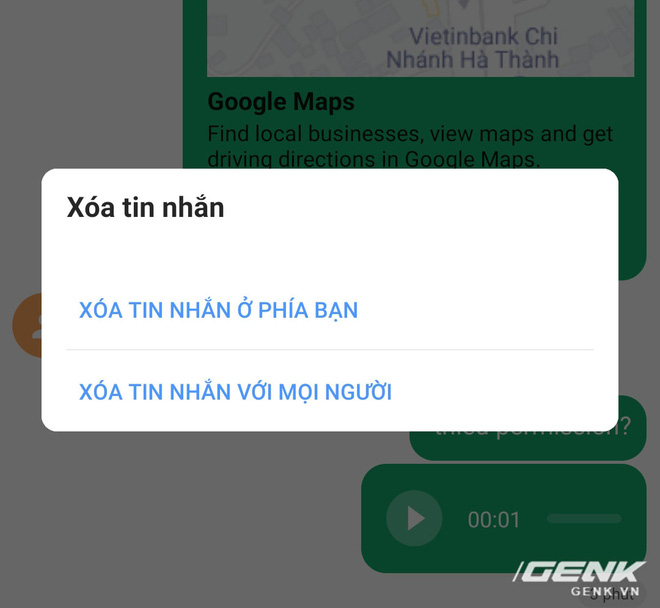 Vietinbank Chi
Nhánh Hà Thành
Google Maps
Find local businesses, view maps and get
driving directions in Google Maps.
Xóa tin nhắn
XÓA TIN NHẮN Ở PHÍA BẠN
XÓA TIN NHẮN VỚI MỌI NGƯỜI
thieu permission?
00:01
GENK
GENK.VN
5 phút